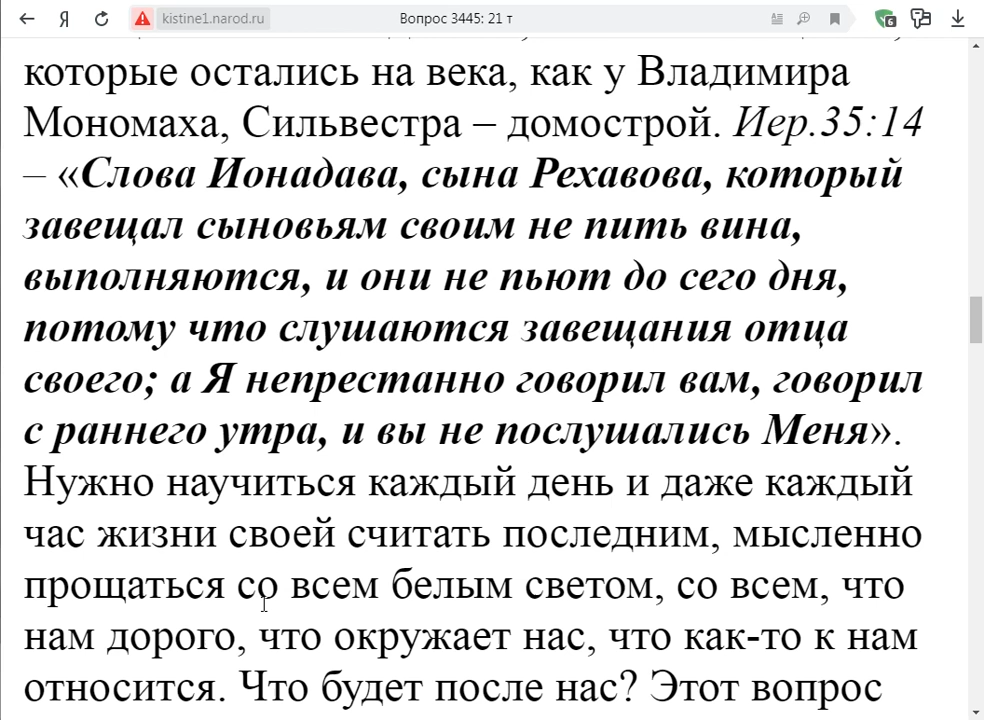 kistine1.narod.ru
Вопрос 3445: 21 т
6
которые остались на века, как у Владимира
Мономаха, Сильвестра – домострой. Иер.35:14
– «Слова Ионадава, сына Рехавова, который
завещал сыновьям своим не пить вина,
выполняются, и они не пьют до сего дня,
потому что слушаются завещания отца
своего; а Я непрестанно говорил вам, говорил
с раннего утра, и вы не послушались Меня».
Нужно научиться каждый день и даже каждый
час жизни своей считать последним, мысленно
прощаться со всем белым светом, со всем, что
нам дорого, что окружает нас, что как-то к нам
относится. Что будет после нас? Этот вопрос